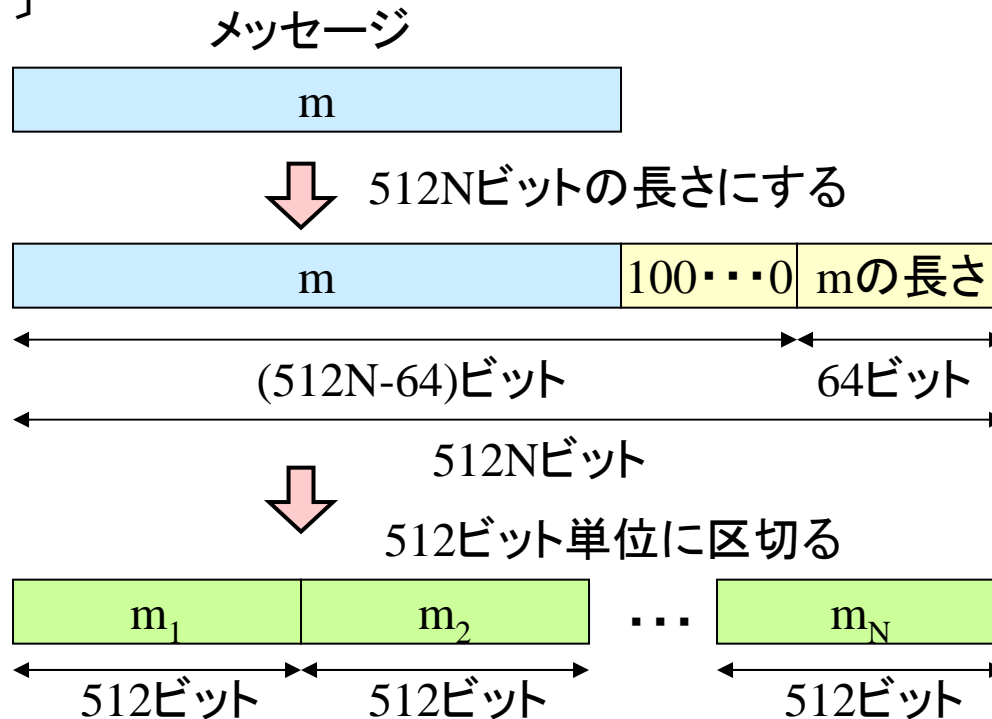 」
メッセージ
m
512Nビットの長さにする
m 100・・・0 mの長さ
(512N-64)ビット 64ビット
512Nビット
512ビット単位に区切る
m1 m2 ・・・ mN
512ビット 512ビット 512ビット